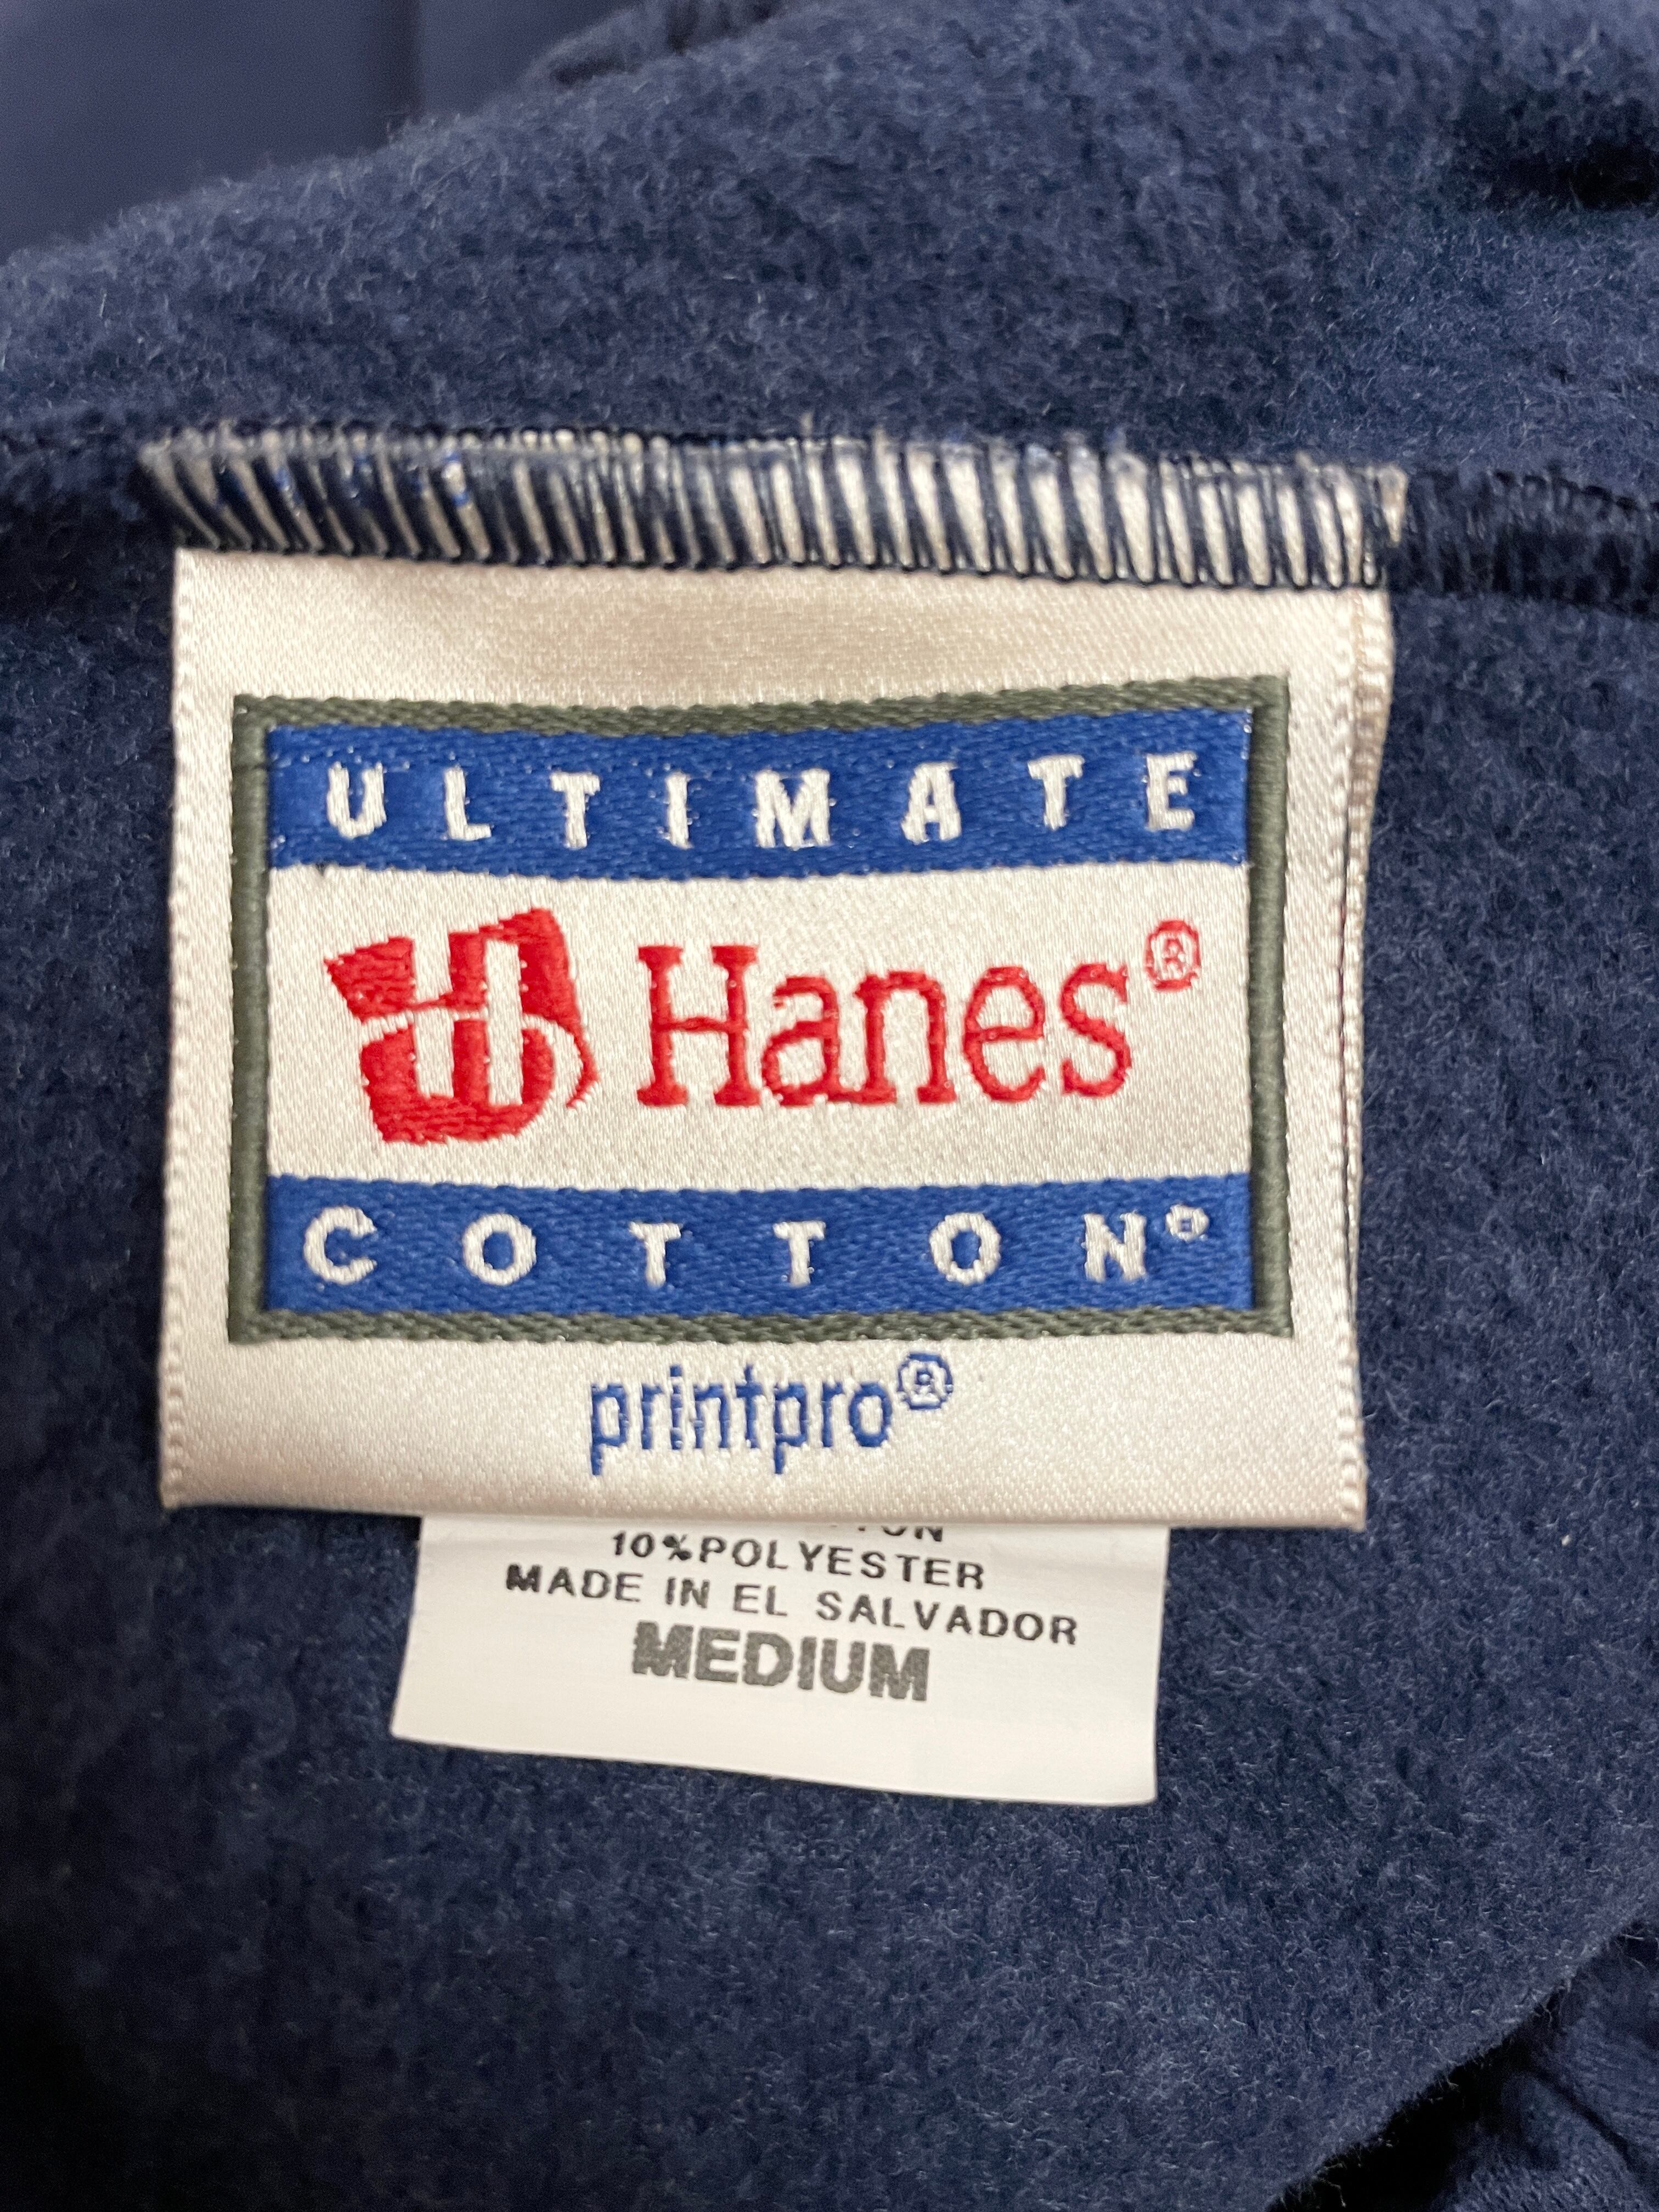 ULTIMATE
Hanes®
COTTON®
printpro®
10%POLYESTER
MADE IN EL SALVADOR
MEDIUM